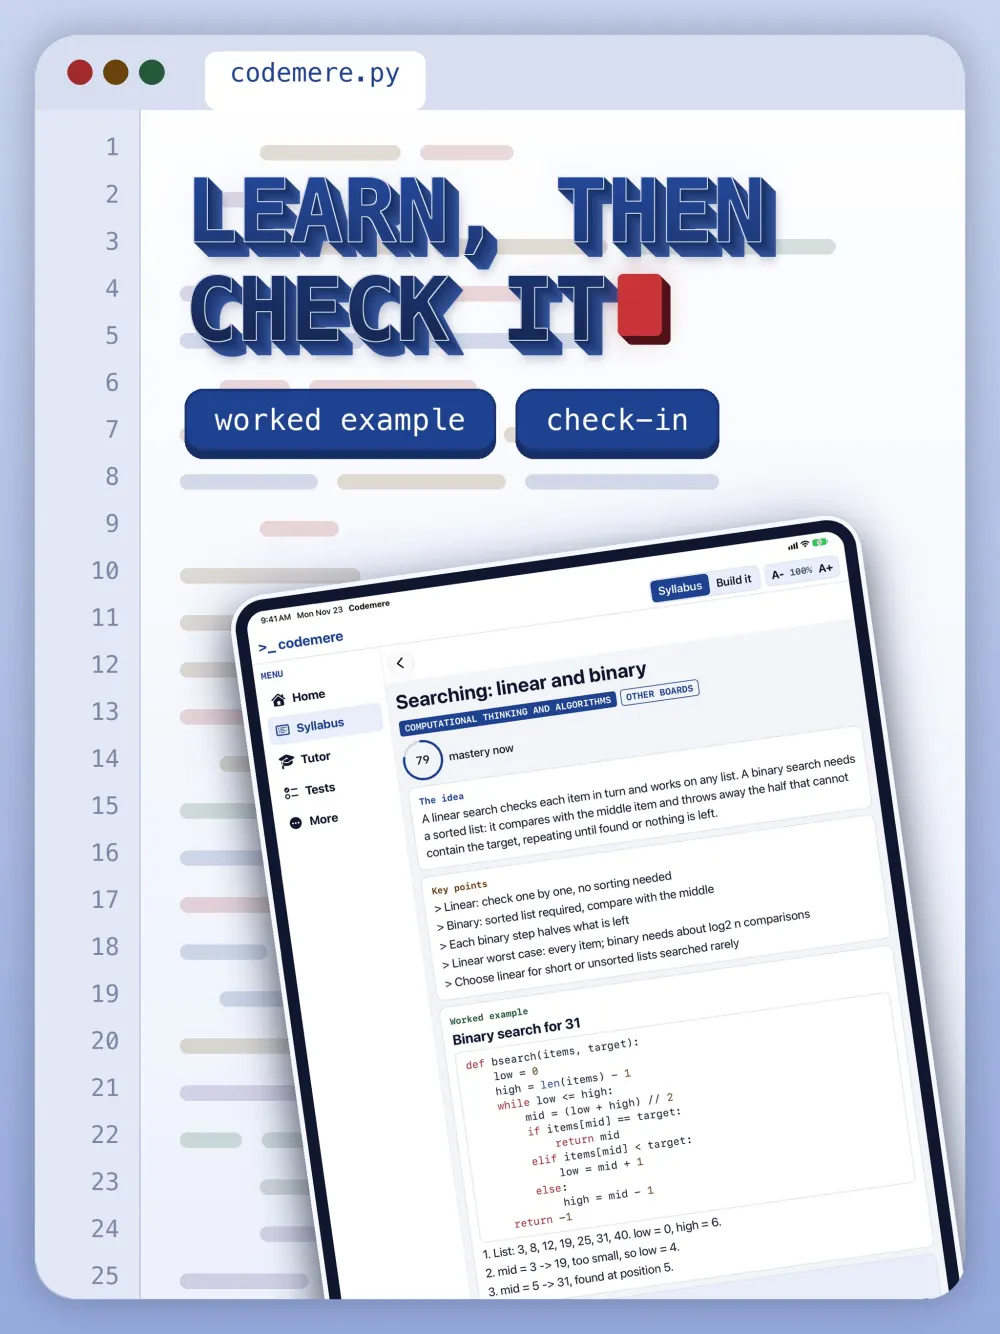 codemere.py
1
2
3
4
5
6
7
8
9
10
11
12
13
14
15
16
17
18
19
20
21
22
23
24
25
LEARN, THEN
CHECK IT
worked example
check-in
9:41 AM Mon Nov 23 Codemere
>_ codemere
Syllabus
Build it
A- 100% A+
MENU
Home
Syllabus
Tutor
Tests
More
Searching: linear and binary
COMPUTATIONAL THINKING AND ALGORITHMS
OTHER BOARDS
79 mastery now
The idea
A linear search checks each item in turn and works on any list. A binary search needs
a sorted list: it compares with the middle item and throws away the half that cannot
contain the target, repeating until found or nothing is left.
Key points
> Linear: check one by one, no sorting needed
> Binary: sorted list required, compare with the middle
> Each binary step halves what is left
> Linear worst case: every item; binary needs about log2 n comparisons
> Choose linear for short or unsorted lists searched rarely
Worked example
Binary search for 31
def bsearch(items, target):
low = 0
high = len(items) - 1
while low <= high:
mid = (low + high) // 2
if items[mid] == target:
return mid
elif items[mid] < target:
low = mid + 1
else:
high = mid - 1
return -1
1. List: 3, 8, 12, 19, 25, 31, 40. low = 0, high = 6.
2. mid = 3 -> 19, too small, so low = 4.
3. mid = 5 -> 31, found at position 5.